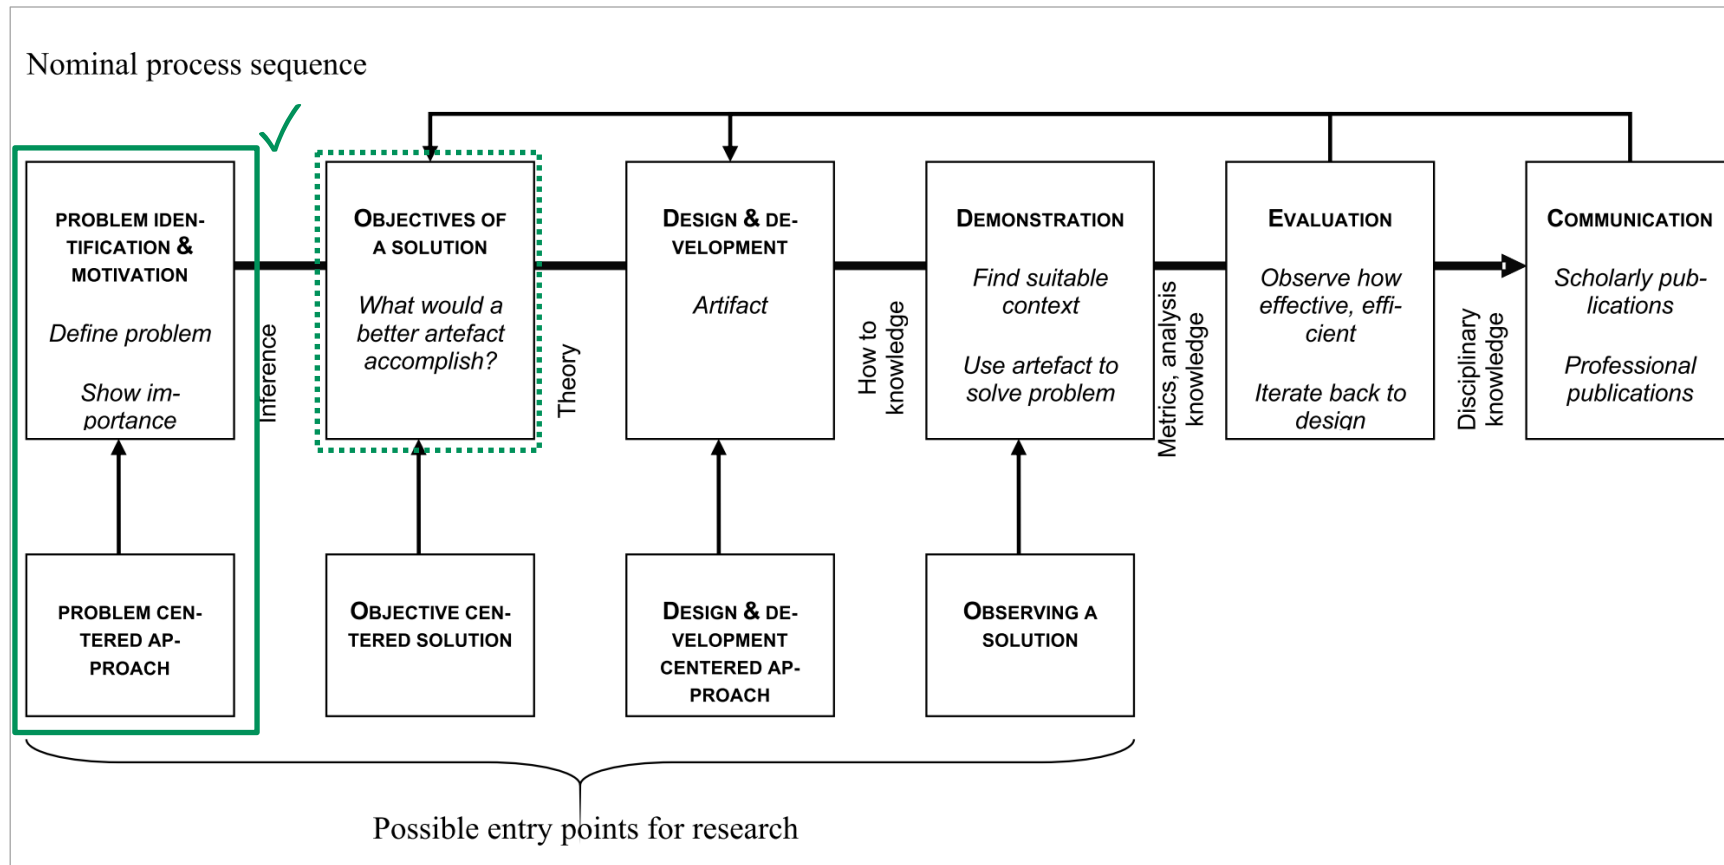 Nominal process sequence
PROBLEM IDEN-
TIFICATION &
MOTIVATION
Define problem
Show im-
portance
Inference
OBJECTIVES OF
A SOLUTION
What would a
better artefact
accomplish?
Theory
DESIGN & DE-
VELOPMENT
Artifact
How to
knowledge
DEMONSTRATION
Find suitable
context
Use artefact to
solve problem
Metrics, analysis
knowledge
EVALUATION
Observe how
effective, effi-
cient
Iterate back to
design
Disciplinary
knowledge
COMMUNICATION
Scholarly pub-
lications
Professional
publications
PROBLEM CEN-
TERED AP-
PROACH
OBJECTIVE CEN-
TERED SOLUTION
DESIGN & DE-
VELOPMENT
CENTERED AP-
PROACH
OBSERVING A
SOLUTION
Possible entry points for research